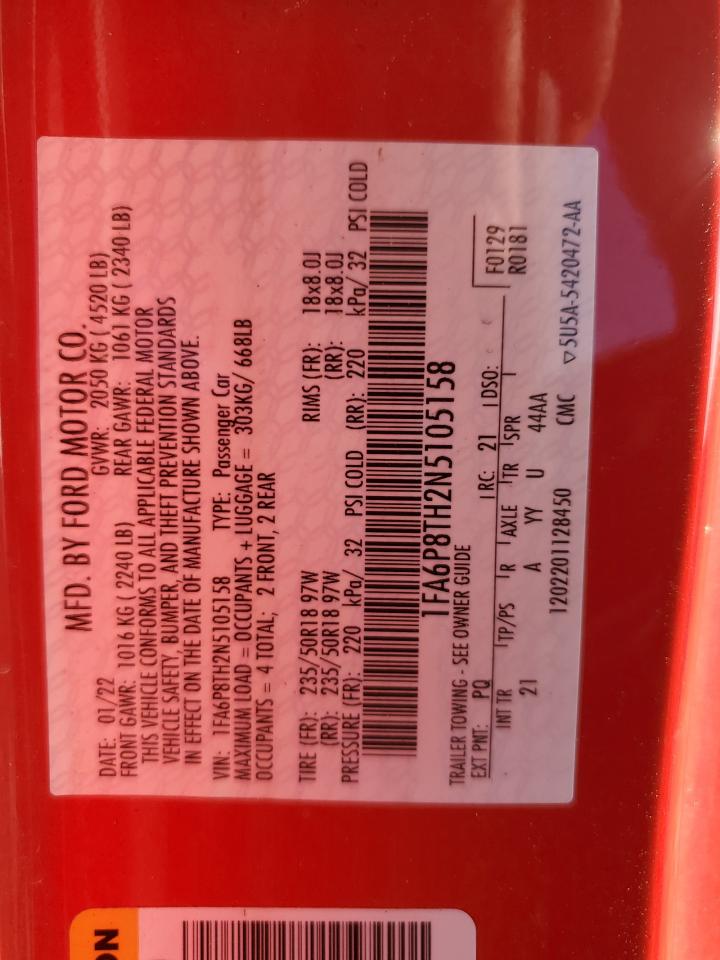 MFD. BY FORD MOTOR CO.
DATE: 01/22 GVWR: 2050 KG ( 4520 LB)
FRONT GAWR: 1016 KG ( 2240 LB) REAR GAWR: 1061 KG ( 2340 LB)
THIS VEHICLE CONFORMS TO ALL APPLICABLE FEDERAL MOTOR
VEHICLE SAFETY, BUMPER, AND THEFT PREVENTION STANDARDS
IN EFFECT ON THE DATE OF MANUFACTURE SHOWN ABOVE.
VIN: 1FA6P8TH2N5105158 TYPE: Passenger Car
MAXIMUM LOAD = OCCUPANTS + LUGGAGE = 303KG/ 668LB
OCCUPANTS = 4 TOTAL; 2 FRONT, 2 REAR
TIRE (FR): 235/50R18 97W RIMS (FR): 18x8.0J
(RR): 235/50R18 97W (RR): 18x8.0J
PRESSURE (FR): 220 kPa/ 32 PSI COLD (RR): 220 kPa/ 32 PSI COLD
1FA6P8TH2N5105158
TRAILER TOWING - SEE OWNER GUIDE
F0129
EXT PNT: PQ RC: 21 DSO: R0181
INT TR TP/PS R AXLE TR SPR
21 A YY U 44AA
1202201128450 CMC ▽5U5A-5420472-AA
ON